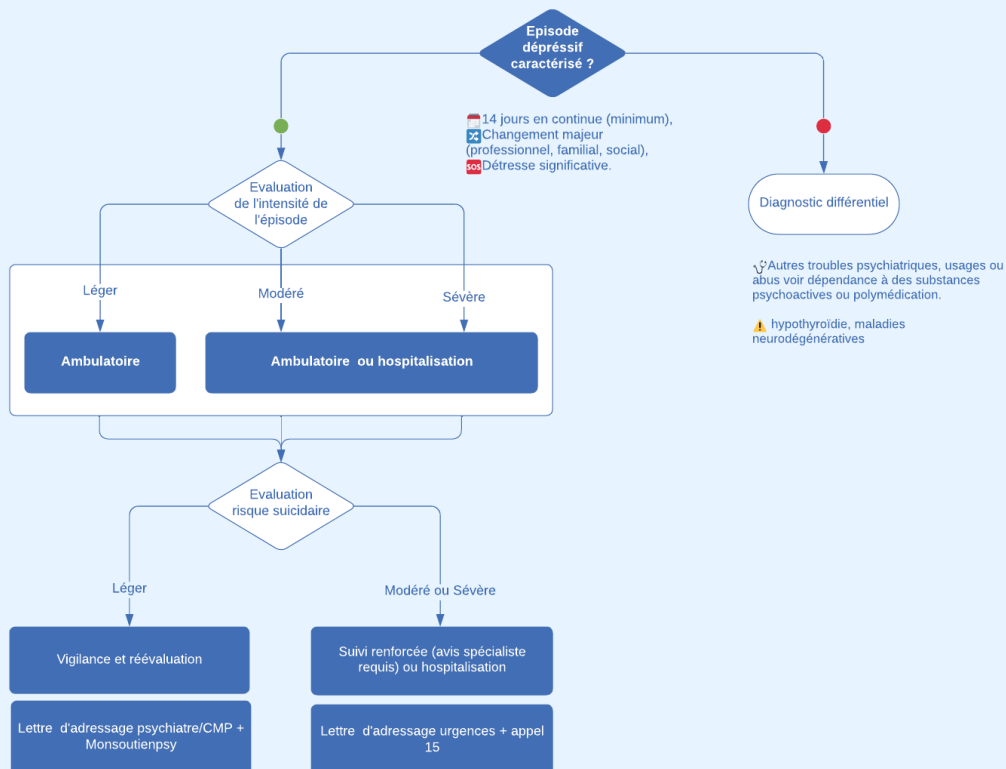 Episode
dépréssif
caractérisé ?
14 jours en continue (minimum),
Changement majeur
(professionnel, familial, social),
SOS Détresse significative.
Evaluation
de l'intensité de
l'épisode
Diagnostic différentiel
Autres troubles psychiatriques, usages ou
abus voir dépendance à des substances
psychoactives ou polymédication.
hypothyroïdie, maladies
neurodégénératives
Léger
Modéré
Sévère
Ambulatoire
Ambulatoire ou hospitalisation
Evaluation
risque suicidaire
Léger
Modéré ou Sévère
Vigilance et réévaluation
Suivi renforcée (avis spécialiste
requis) ou hospitalisation
Lettre d'adressage psychiatre/CMP +
Monsoutienpsy
Lettre d'adressage urgences + appel
15